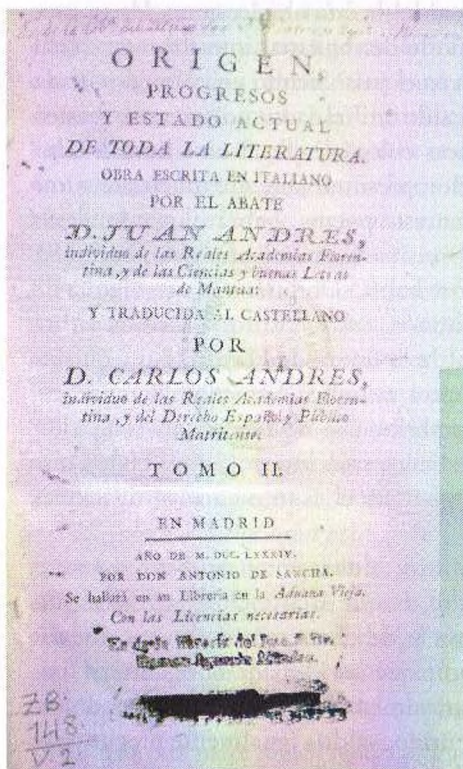 ORIGEN,
PROGRESOS
Y ESTADO ACTUAL
DE TODA LA LITERATURA.
OBRA ESCRITA EN ITALIANO
POR EL ABATE
D. JUAN ANDRES,
individuo de las Reales Academias Floren-
tina, y de las Ciencias y buenas Letras
de Mantua:
Y TRADUCIDA AL CASTELLANO
POR
D. CARLOS ANDRES,
individuo de las Reales Academias Floren-
tina, y del Derecho Español y Público
Matritense.
TOMO II.
EN MADRID
AÑO DE M. DCC. LXXXIV.
POR DON ANTONIO DE SANCHA.
Se hallará en su Librería en la Aduana Vieja.
Con las Licencias necesarias.
ZB
148
V. 2